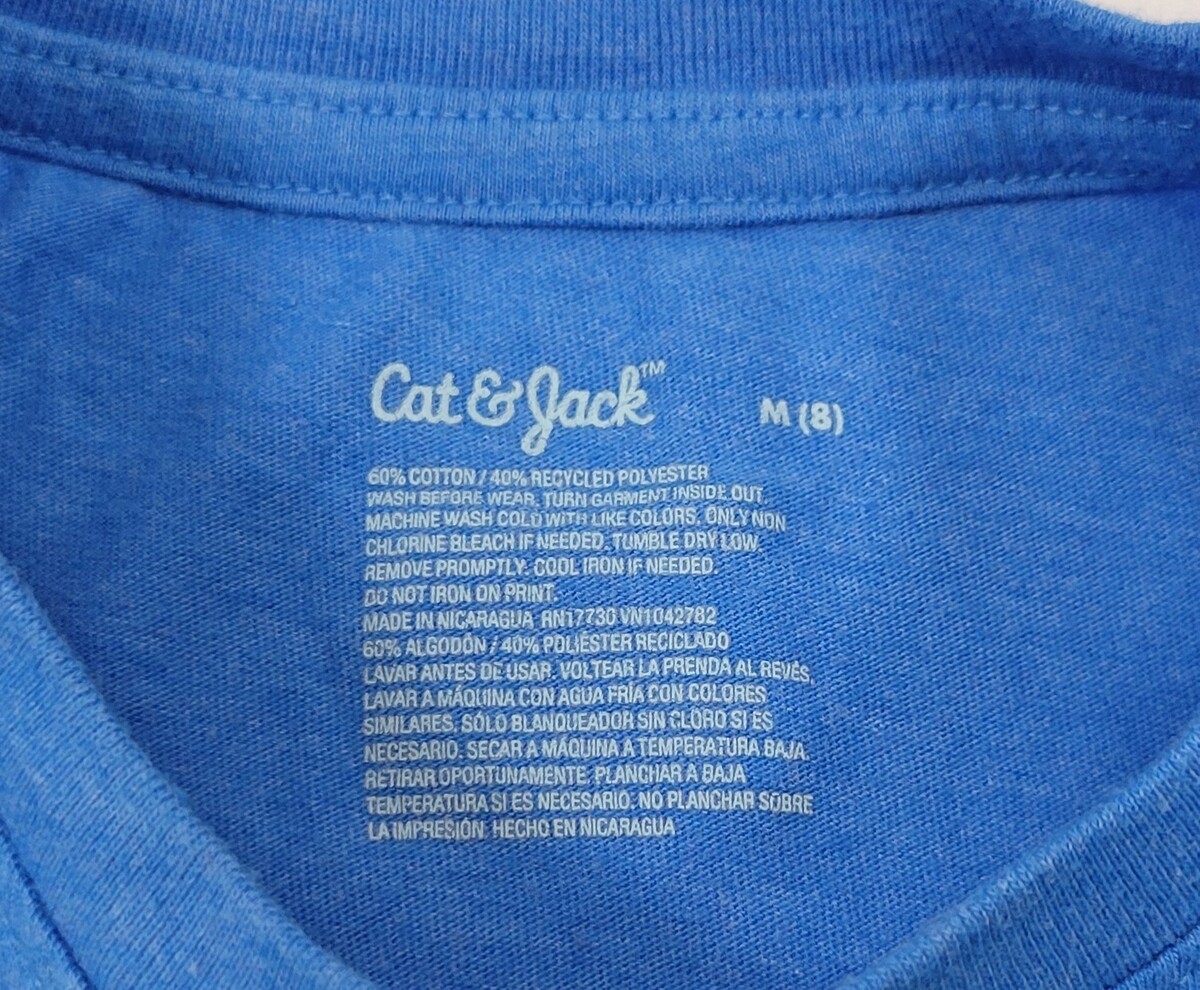 Cat & Jack™ M (8)
60% COTTON / 40% RECYCLED POLYESTER
WASH BEFORE WEAR. TURN GARMENT INSIDE OUT.
MACHINE WASH COLD WITH LIKE COLORS. ONLY NON
CHLORINE BLEACH IF NEEDED. TUMBLE DRY LOW.
REMOVE PROMPTLY. COOL IRON IF NEEDED.
DO NOT IRON ON PRINT.
MADE IN NICARAGUA RN17730 VN1042782
60% ALGODÓN / 40% POLIÉSTER RECICLADO
LAVAR ANTES DE USAR. VOLTEAR LA PRENDA AL REVÉS.
LAVAR A MÁQUINA CON AGUA FRÍA CON COLORES
SIMILARES. SÓLO BLANQUEADOR SIN CLORO SI ES
NECESARIO. SECAR A MÁQUINA A TEMPERATURA BAJA.
RETIRAR OPORTUNAMENTE. PLANCHAR A BAJA
TEMPERATURA SI ES NECESARIO. NO PLANCHAR SOBRE
LA IMPRESIÓN. HECHO EN NICARAGUA